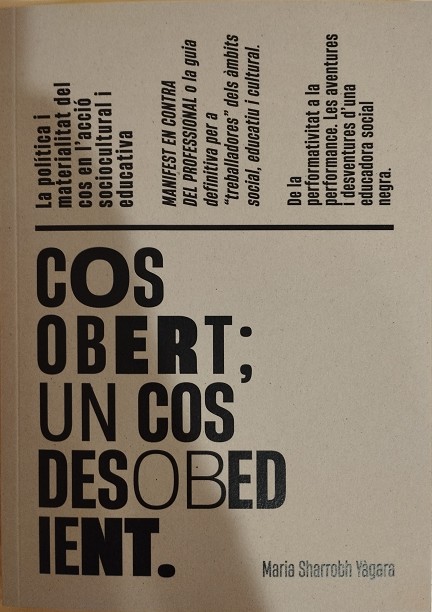 La política i
materialitat del
cos en l'acció
sociocultural i
educativa
MANIFEST EN CONTRA
DEL PROFESSIONAL o la guia
definitiva per a
"treballadores" dels àmbits
social, educatiu i cultural.
De la
performativitat a la
performance. Les aventures
i desventures d'una
educadora social
negra.
COS
OBERT;
UN COS
DESOBED
IENT.
Maria Sharrobh Yàgara